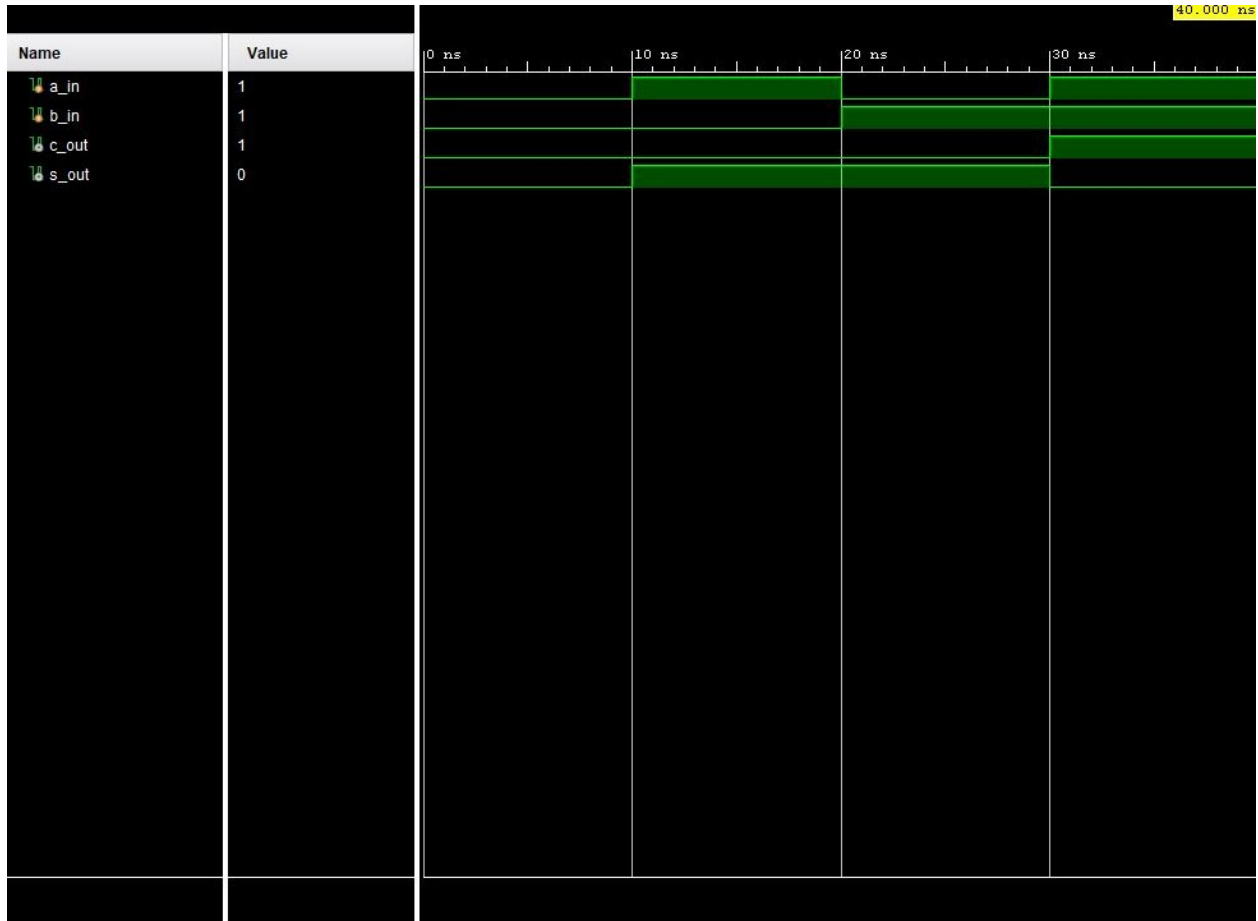 40.000 ns
Name Value
0 ns 10 ns 20 ns 30 ns
a_in 1
b_in 1
c_out 1
s_out 0